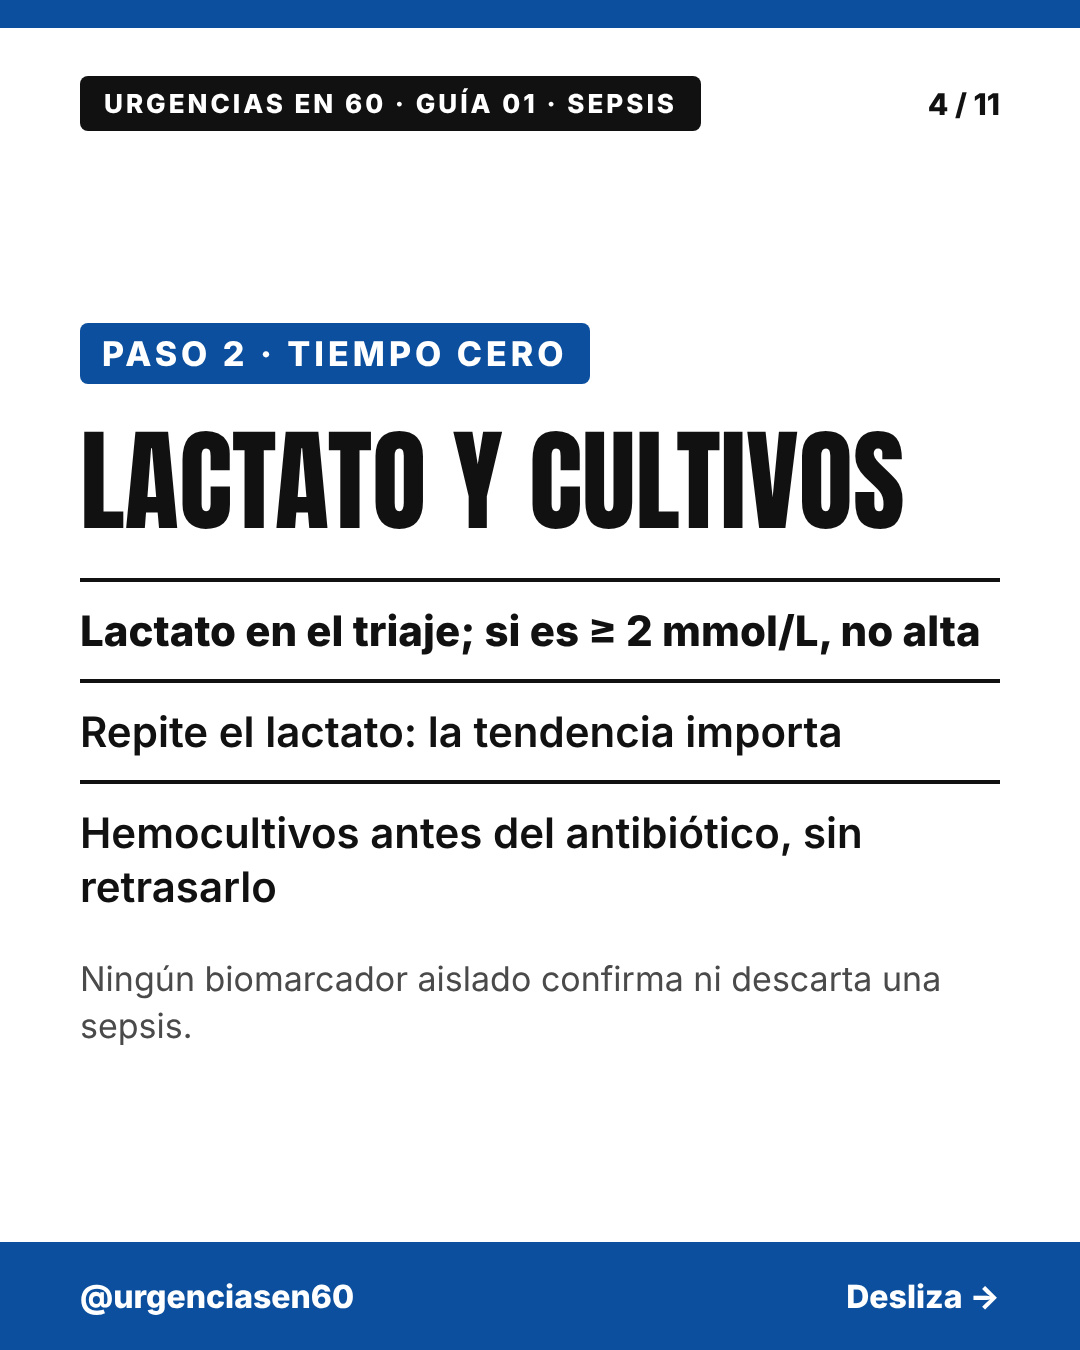 URGENCIAS EN 60 · GUÍA 01 · SEPSIS
4 / 11
PASO 2 · TIEMPO CERO
LACTATO Y CULTIVOS
Lactato en el triaje; si es ≥ 2 mmol/L, no alta
Repite el lactato: la tendencia importa
Hemocultivos antes del antibiótico, sin
retrasarlo
Ningún biomarcador aislado confirma ni descarta una
sepsis.
@urgenciasen60
Desliza →